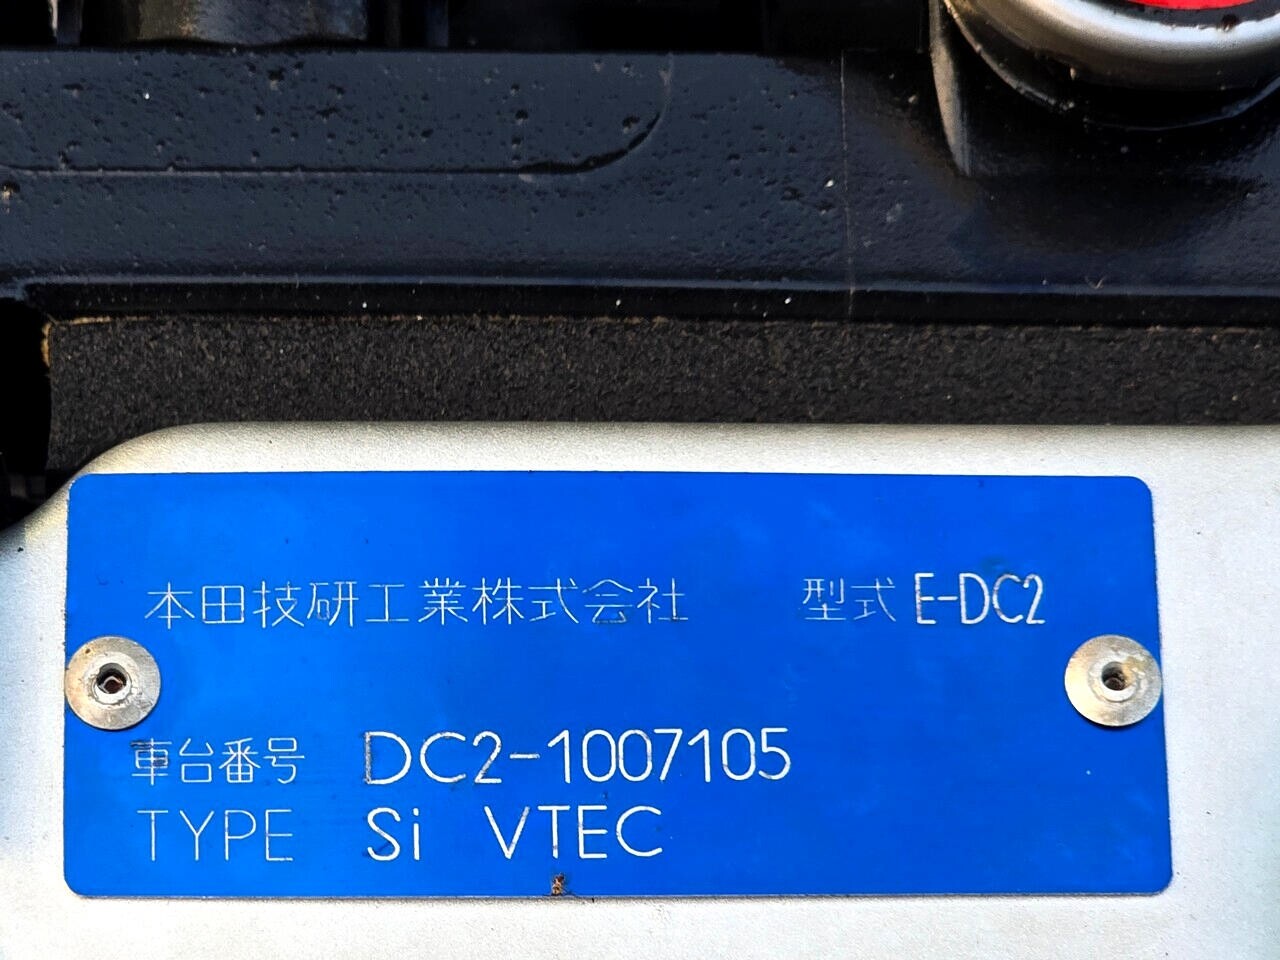 本田技研工業株式会社 型式 E-DC2
車台番号 DC2-1007105
TYPE Si VTEC